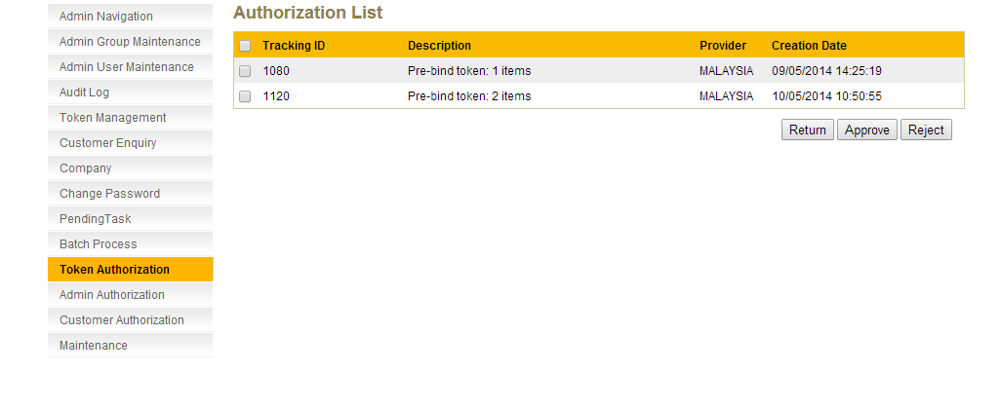 Admin Navigation
Admin Group Maintenance
Admin User Maintenance
Audit Log
Token Management
Customer Enquiry
Company
Change Password
PendingTask
Batch Process
Token Authorization
Admin Authorization
Customer Authorization
Maintenance
Authorization List
Tracking ID Description Provider Creation Date
1080 Pre-bind token: 1 items MALAYSIA 09/05/2014 14:25:19
1120 Pre-bind token: 2 items MALAYSIA 10/05/2014 10:50:55
Return Approve Reject